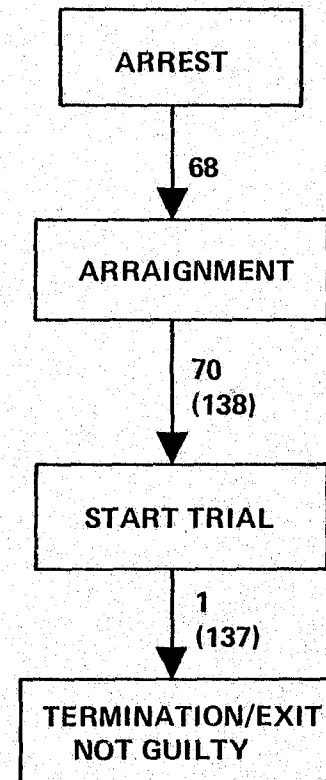 ARREST
68
ARRAIGNMENT
70
(138)
START TRIAL
1
(137)
TERMINATION/EXIT
NOT GUILTY